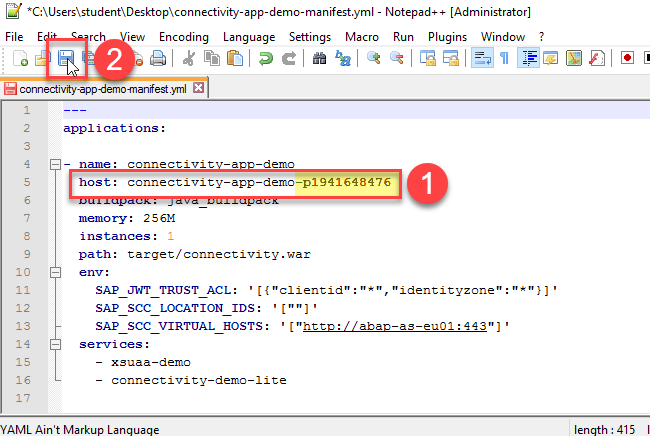 *C:\Users\student\Desktop\connectivity-app-demo-manifest.yml - Notepad++ [Administrator]
File Edit Search View Encoding Language Settings Macro Run Plugins Window ?
2
connectivity-app-demo-manifest.yml
1 ---
2 applications:
3
4 - name: connectivity-app-demo
5 host: connectivity-app-demo-p1941648476
1
6 buildpack: java_buildpack
7 memory: 256M
8 instances: 1
9 path: target/connectivity.war
10 env:
11 SAP_JWT_TRUST_ACL: '[{"clientid":"*","identityzone":"*"}]'
12 SAP_SCC_LOCATION_IDS: '[""]'
13 SAP_SCC_VIRTUAL_HOSTS: '["http://abap-as-eu01:443"]'
14 services:
15 - xsuaa-demo
16 - connectivity-demo-lite
17
YAML Ain't Markup Language length : 415